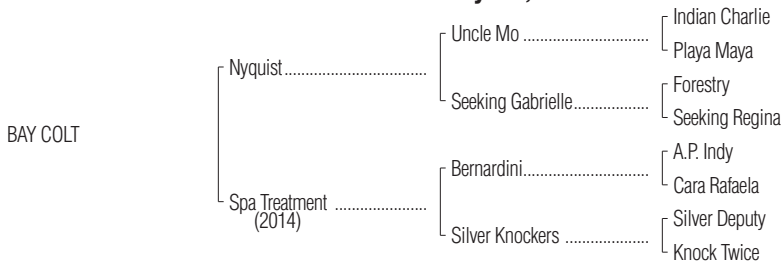 Indian Charlie
Uncle Mo
Playa Maya
Nyquist
Forestry
Seeking Gabrielle
Seeking Regina
BAY COLT
A.P. Indy
Bernardini
Cara Rafaela
Spa Treatment
(2014)
Silver Deputy
Silver Knockers
Knock Twice